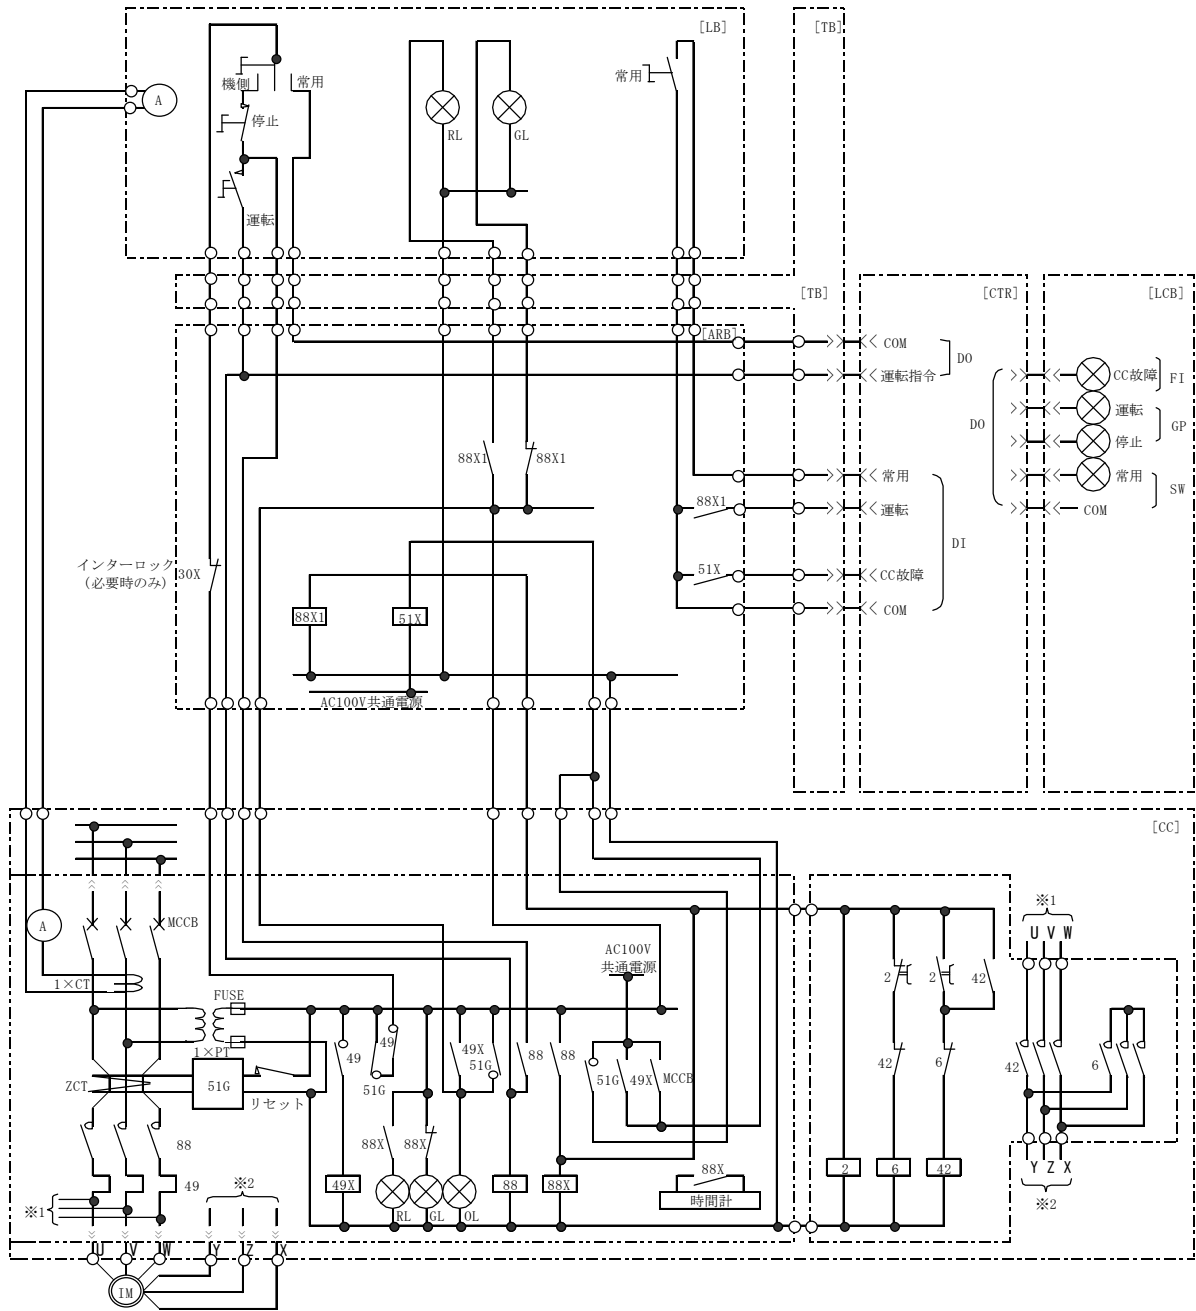 [LB]
[TB]
機側
常用
常用
A
停止
RL
GL
運転
[TB]
[CTR]
[LCB]
[ARB]
COM
DO
運転指令
CC故障
FI
運転
DO
GP
停止
88X1
88X1
常用
常用
SW
88X1
運転
COM
DI
インターロック
(必要時のみ)
30X
51X
CC故障
COM
88X1
51X
AC100V共通電源
[CC]
※1
MCCB
A
U V W
AC100V
共通電源
1×CT
2
2
42
FUSE
1×PT
49
49
49X
51G
88
88
42
6
42
6
ZCT
51G
リセット
51G
51G
49X
MCCB
88
88X
88X
49X
RL
GL
OL
88
88X
88X
時間計
2
6
42
Y Z X
※2
49
※2
※1
U
V
W
Y
Z
X
IM